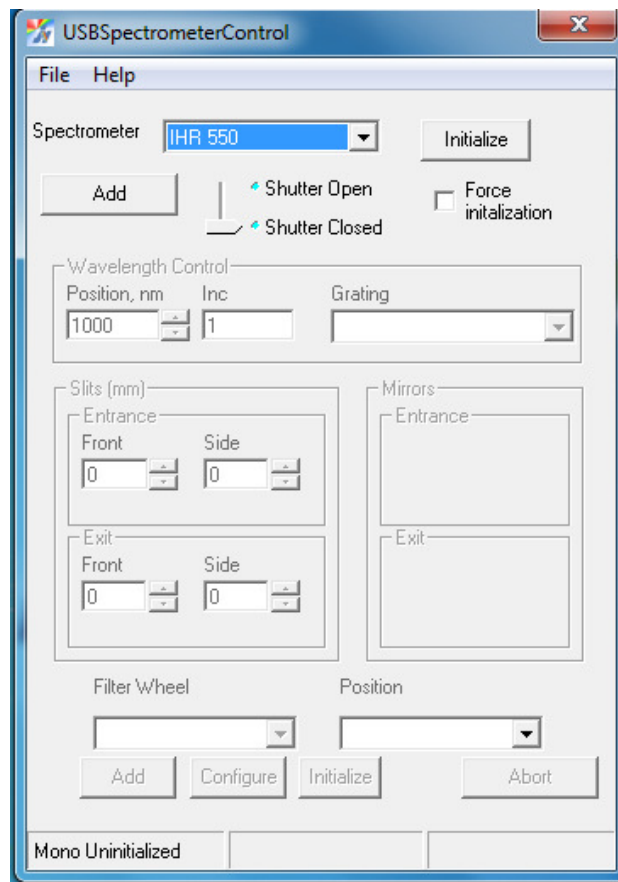 USBSpectrometerControl
File Help
Spectrometer IHR 550 Initialize
Add Shutter Open Force
initalization
Shutter Closed
Wavelength Control
Position, nm Inc Grating
1000 1
Slits (mm) Mirrors
Entrance Entrance
Front Side
0 0
Exit Exit
Front Side
0 0
Filter Wheel Position
Add Configure Initialize Abort
Mono Uninitialized